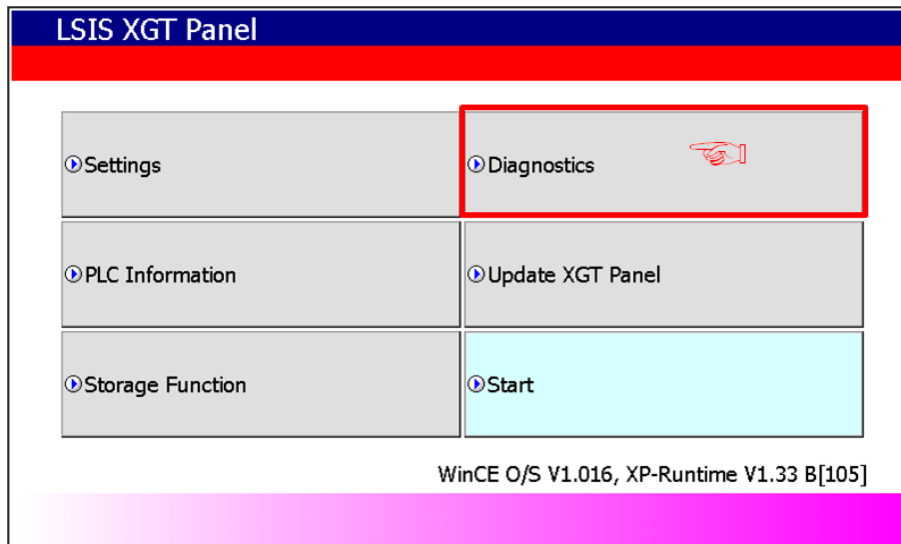 LSIS XGT Panel
Settings
Diagnostics
PLC Information
Update XGT Panel
Storage Function
Start
WinCE O/S V1.016, XP-Runtime V1.33 B[105]